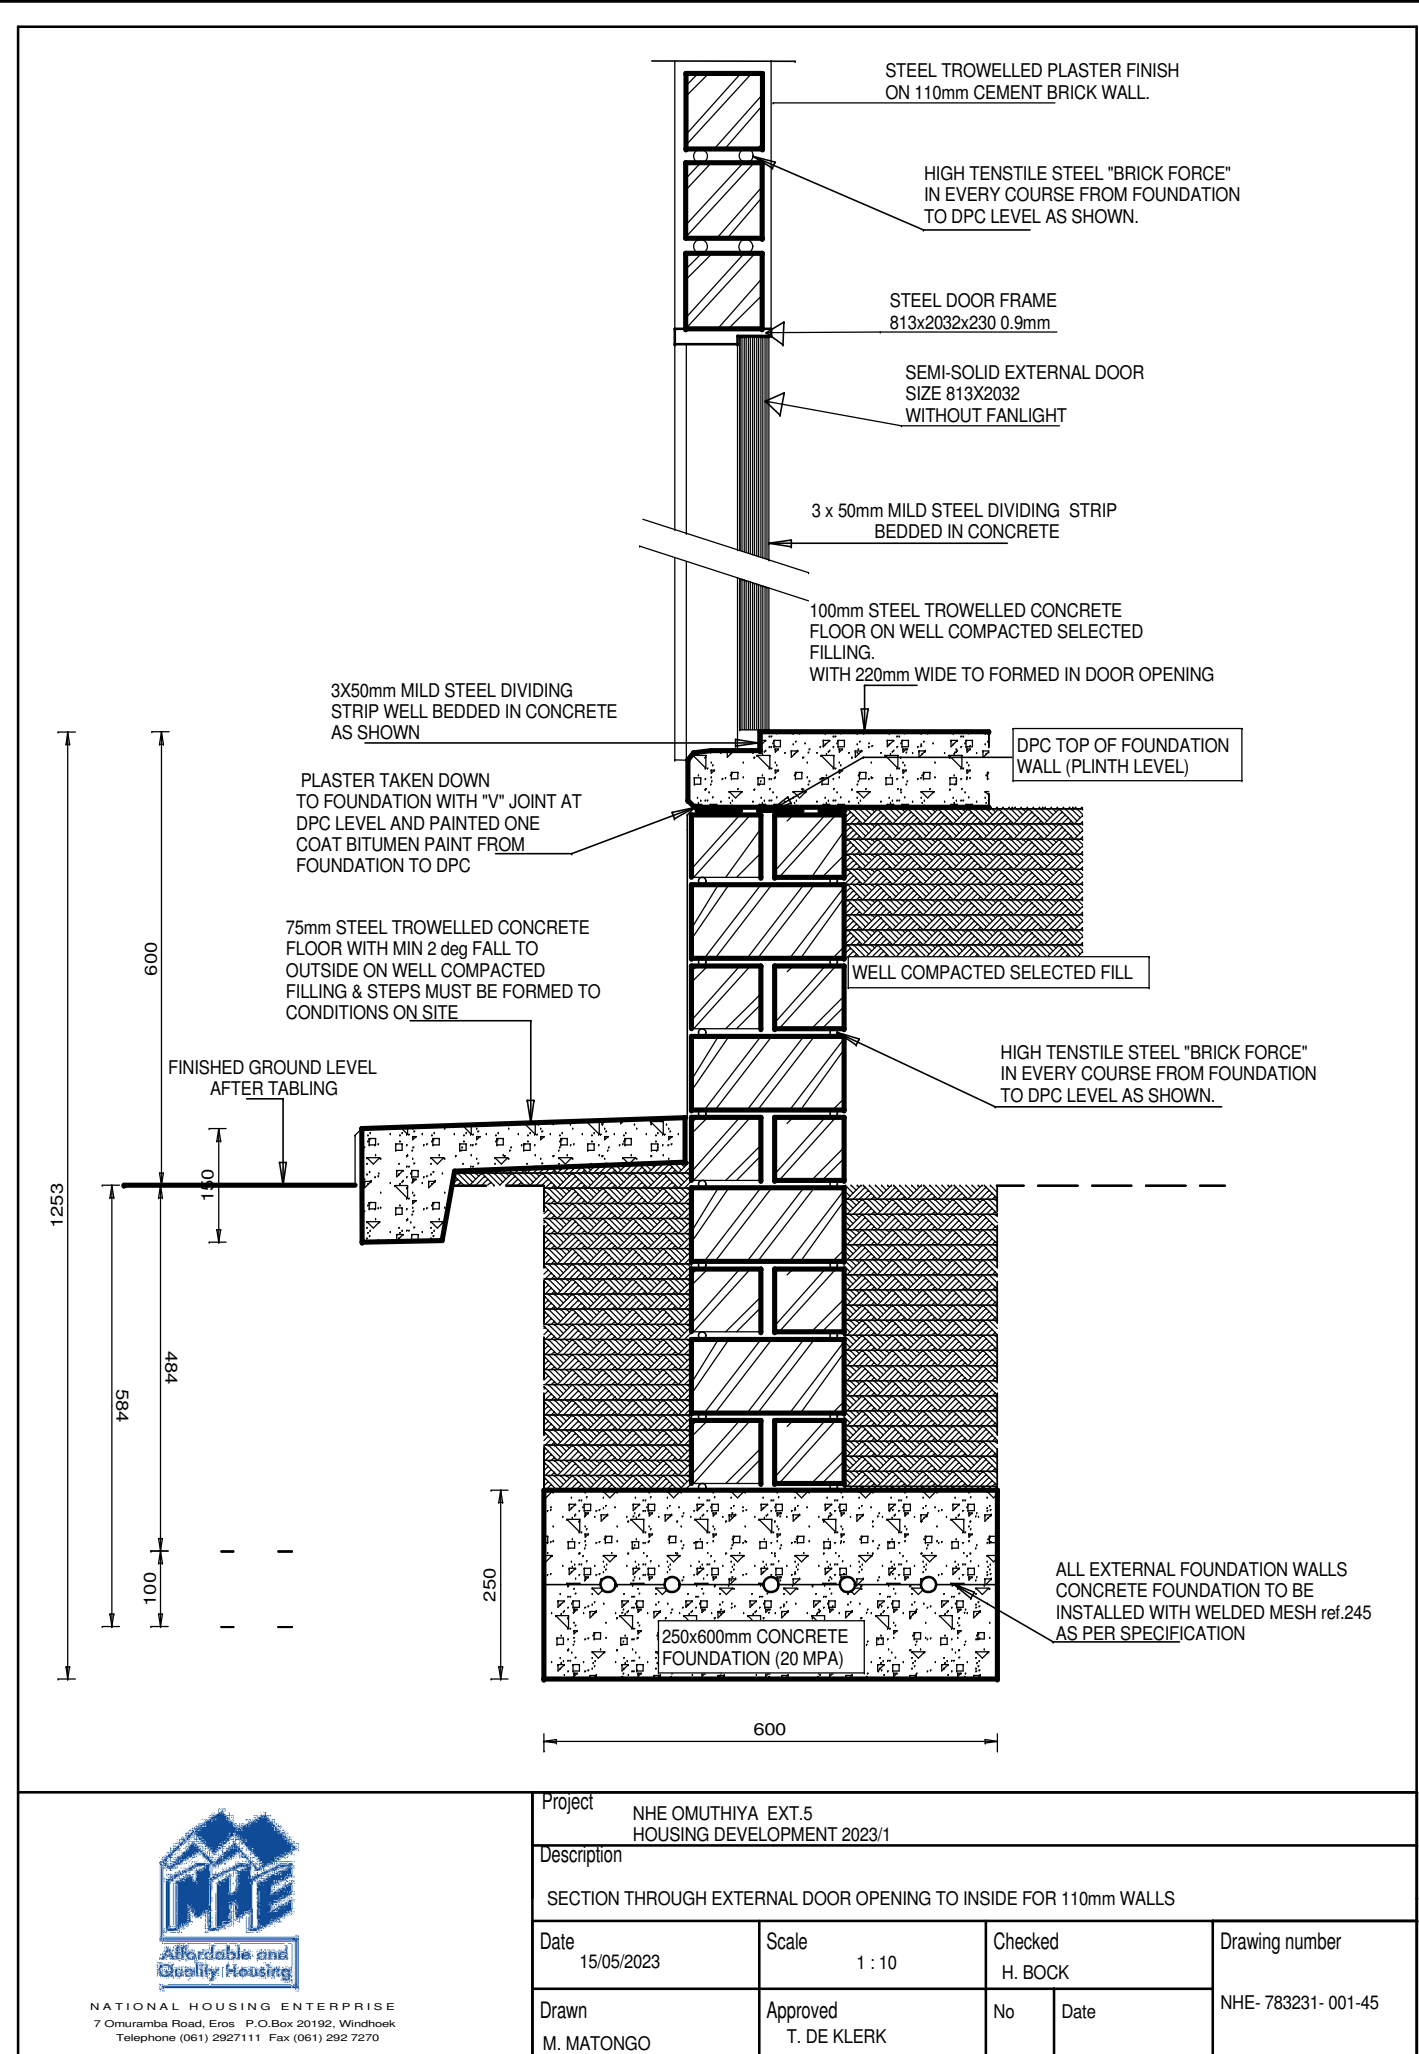 STEEL TROWELLED PLASTER FINISH
ON 110mm CEMENT BRICK WALL.
HIGH TENSTILE STEEL "BRICK FORCE"
IN EVERY COURSE FROM FOUNDATION
TO DPC LEVEL AS SHOWN.
STEEL DOOR FRAME
813x2032x230 0.9mm
SEMI-SOLID EXTERNAL DOOR
SIZE 813X2032
WITHOUT FANLIGHT
3 x 50mm MILD STEEL DIVIDING STRIP
BEDDED IN CONCRETE
100mm STEEL TROWELLED CONCRETE
FLOOR ON WELL COMPACTED SELECTED
FILLING.
WITH 220mm WIDE TO FORMED IN DOOR OPENING
3X50mm MILD STEEL DIVIDING
STRIP WELL BEDDED IN CONCRETE
AS SHOWN
DPC TOP OF FOUNDATION
WALL (PLINTH LEVEL)
PLASTER TAKEN DOWN
TO FOUNDATION WITH "V" JOINT AT
DPC LEVEL AND PAINTED ONE
COAT BITUMEN PAINT FROM
FOUNDATION TO DPC
75mm STEEL TROWELLED CONCRETE
FLOOR WITH MIN 2 deg FALL TO
OUTSIDE ON WELL COMPACTED
FILLING & STEPS MUST BE FORMED TO
CONDITIONS ON SITE
WELL COMPACTED SELECTED FILL
FINISHED GROUND LEVEL
AFTER TABLING
HIGH TENSTILE STEEL "BRICK FORCE"
IN EVERY COURSE FROM FOUNDATION
TO DPC LEVEL AS SHOWN.
600
150
1253
484
584
100
250
ALL EXTERNAL FOUNDATION WALLS
CONCRETE FOUNDATION TO BE
INSTALLED WITH WELDED MESH ref.245
AS PER SPECIFICATION
250x600mm CONCRETE
FOUNDATION (20 MPA)
600
NHE
Affordable and
Quality Housing
NATIONAL HOUSING ENTERPRISE
7 Omuramba Road, Eros P.O.Box 20192, Windhoek
Telephone (061) 2927111 Fax (061) 292 7270
Project
NHE OMUTHIYA EXT.5
HOUSING DEVELOPMENT 2023/1
Description
SECTION THROUGH EXTERNAL DOOR OPENING TO INSIDE FOR 110mm WALLS
Date
15/05/2023
Scale
1 : 10
Checked
H. BOCK
Drawing number
NHE- 783231- 001-45
Drawn
M. MATONGO
Approved
T. DE KLERK
No
Date